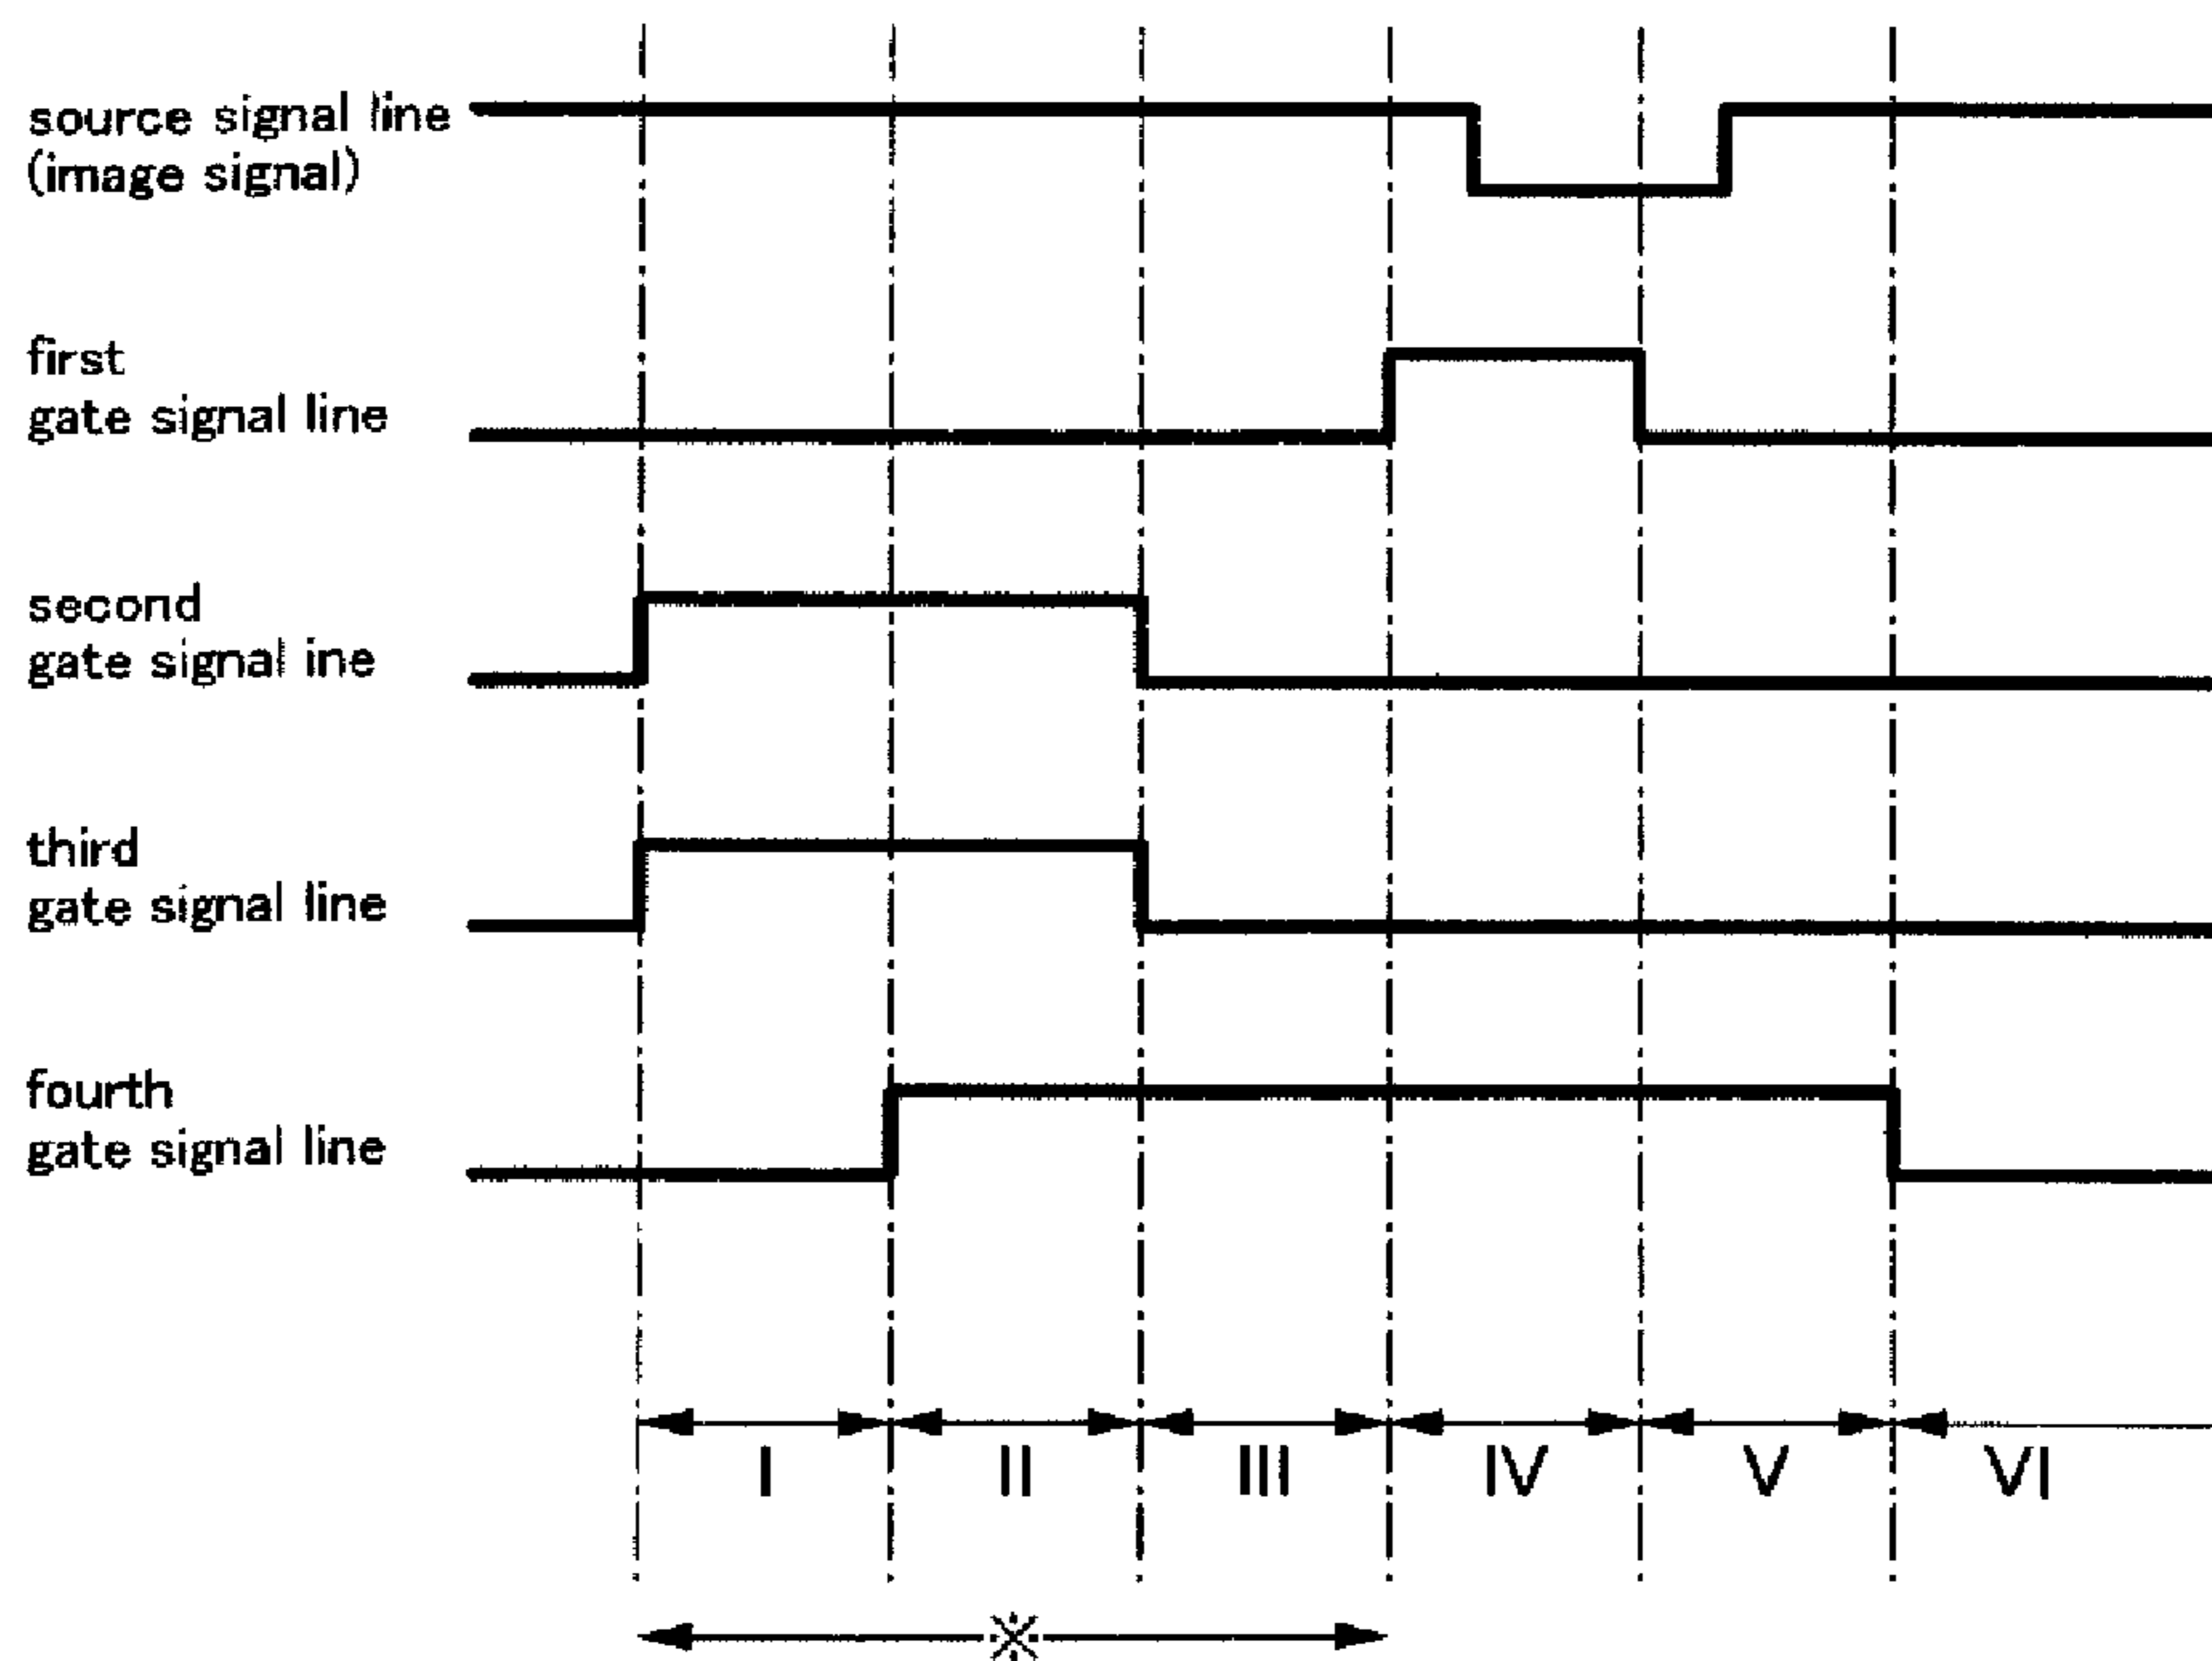 source signal line
(image signal)
first
gate signal line
second
gate signal ine
third
gate signal line
fourth
gate signal line
I II III IV V VI
※